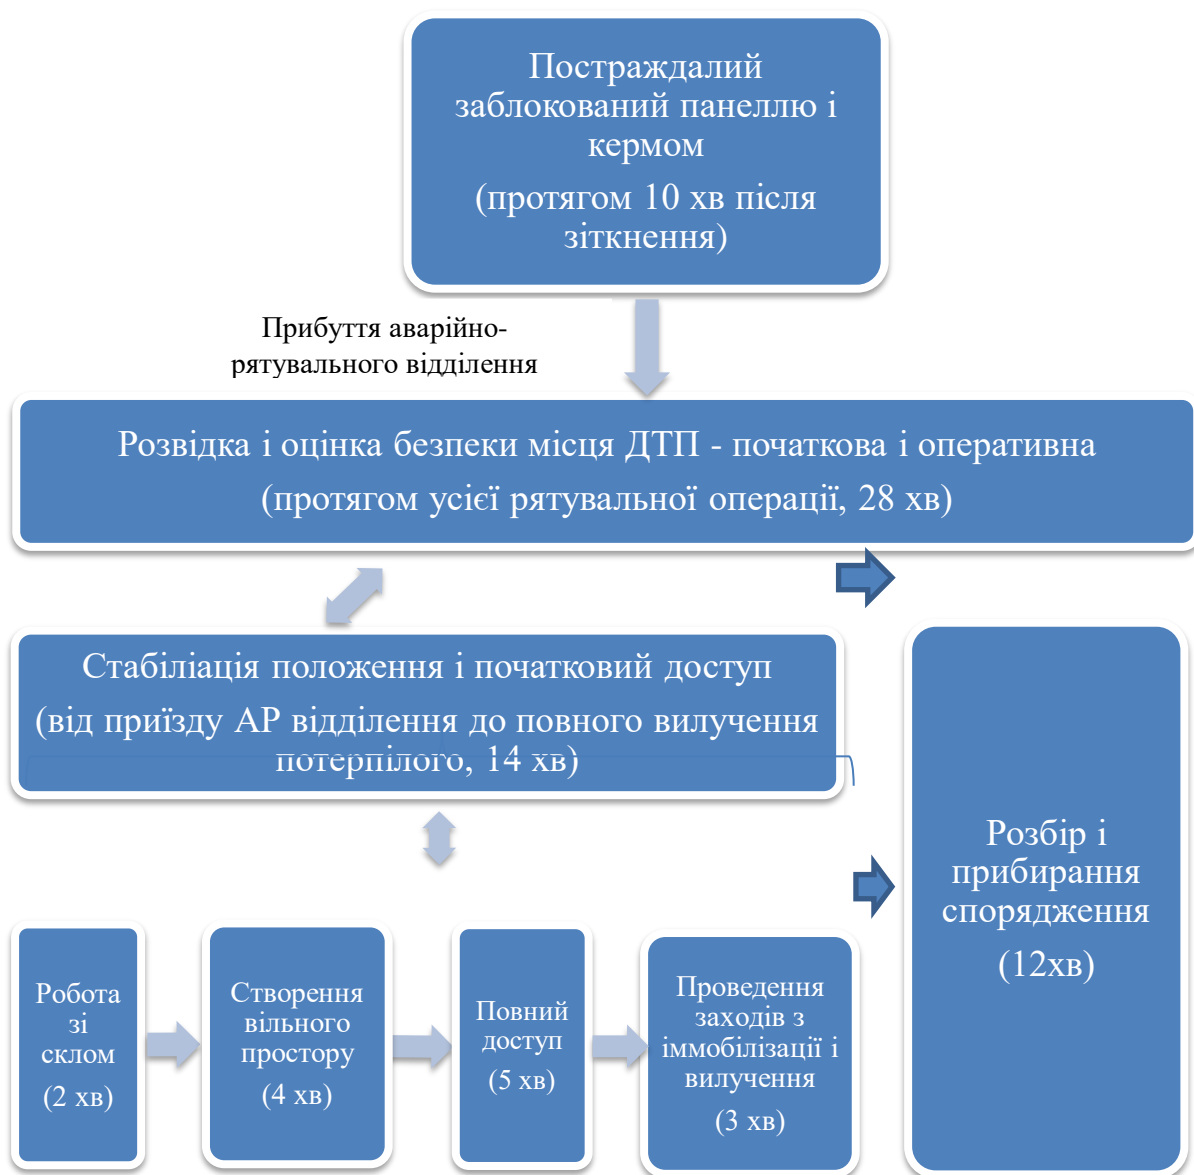 Постраждалий
заблокований панеллю і
кермом
(протягом 10 хв після
зіткнення)
Прибуття аварійно-
рятувального відділення
Розвідка і оцінка безпеки місця ДТП - початкова і оперативна
(протягом усієї рятувальної операції, 28 хв)
Стабіліація положення і початковий доступ
(від приїзду АР відділення до повного вилучення
потерпілого, 14 хв)
Робота
зі
склом
(2 хв)
Створення
вільного
простору
(4 хв)
Повний
доступ
(5 хв)
Проведення
заходів з
іммобілізації і
вилучення
(3 хв)
Розбір і
прибирання
спорядження
(12хв)